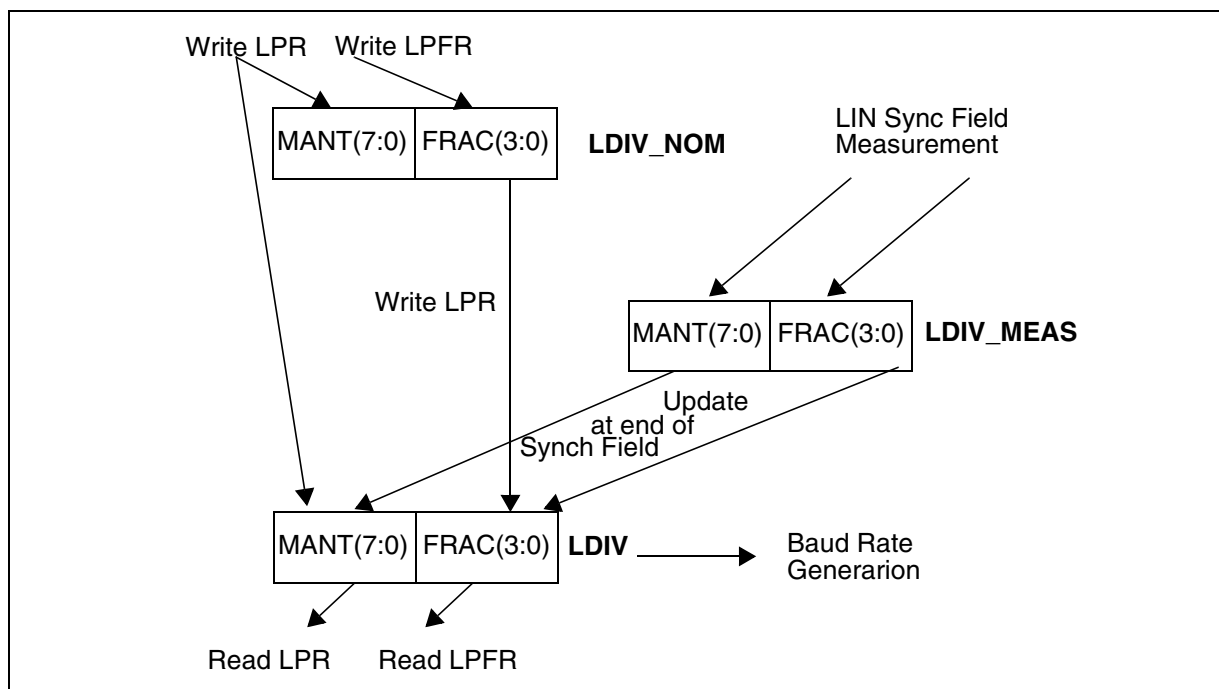 Write LPR Write LPFR
MANT(7:0) FRAC(3:0) LDIV_NOM
LIN Sync Field
Measurement
Write LPR
MANT(7:0) FRAC(3:0) LDIV_MEAS
Update
at end of
Synch Field
MANT(7:0) FRAC(3:0) LDIV
Baud Rate
Generarion
Read LPR Read LPFR